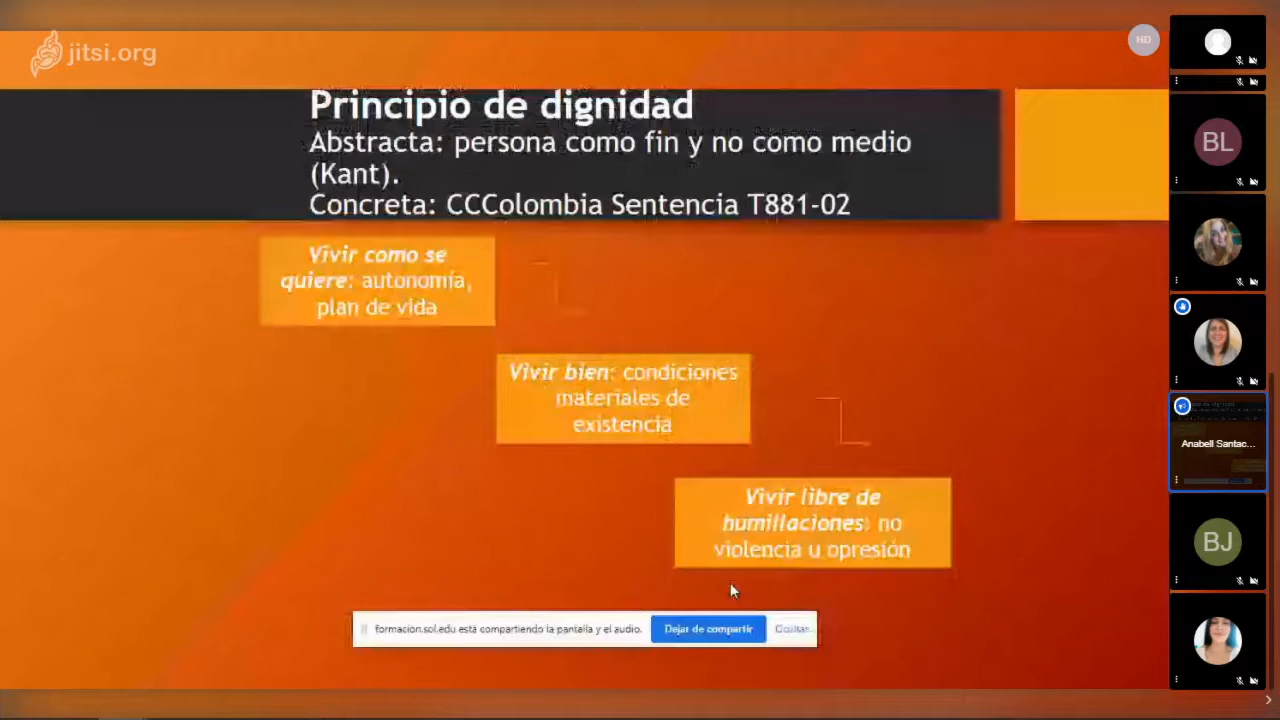 jitsi.org
HD
Principio de dignidad
Abstracta: persona como fin y no como medio
(Kant).
Concreta: CCColombia Sentencia T881-02
Vivir como se
quiere: autonomía,
plan de vida
Vivir bien: condiciones
materiales de
existencia
Vivir libre de
humillaciones: no
violencia u opresión
formacion.sol.edu está compartiendo la pantalla y el audio.
Dejar de compartir
Ocultar
BL
Anabell Santac...
BJ